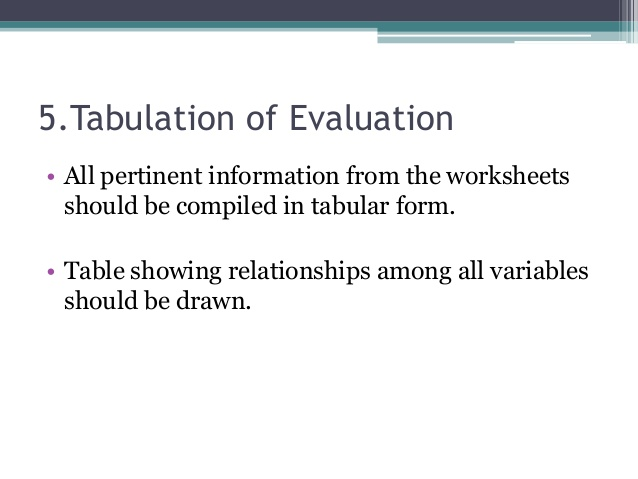 5.Tabulation of Evaluation
• All pertinent information from the worksheets
should be compiled in tabular form.
• Table showing relationships among all variables
should be drawn.